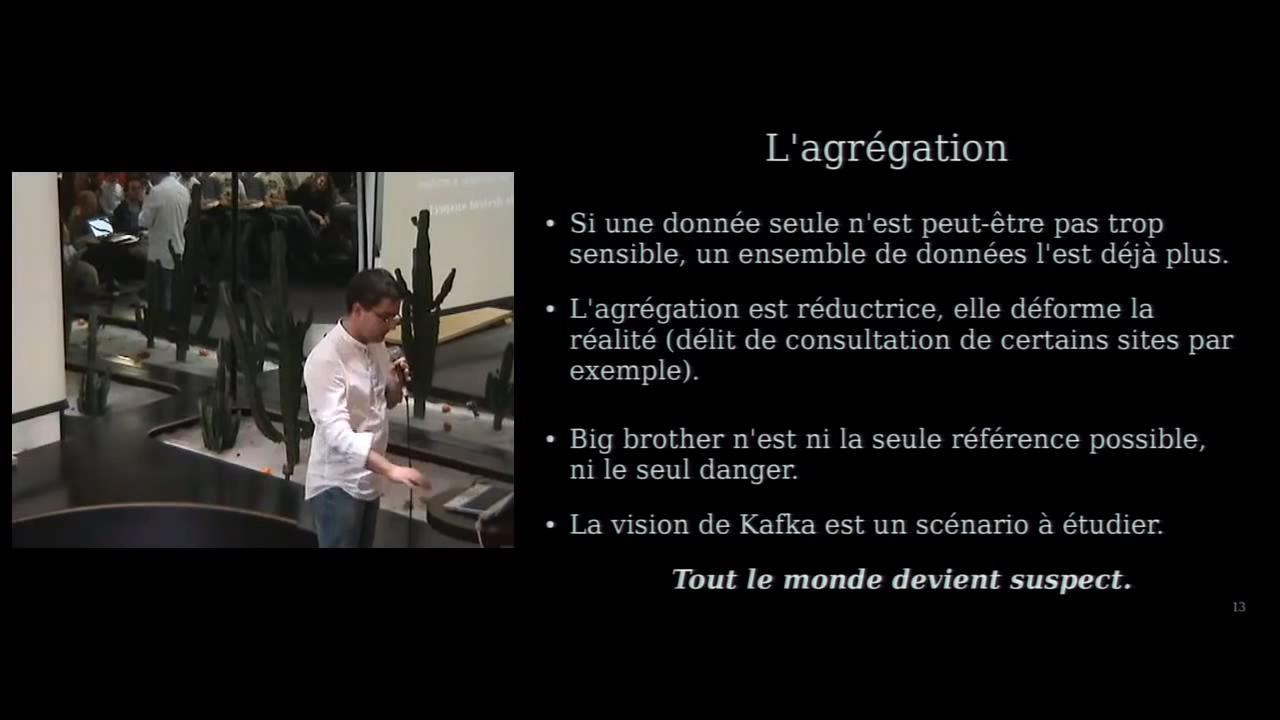 L'agrégation
• Si une donnée seule n'est peut-être pas trop
sensible, un ensemble de données l'est déjà plus.
• L'agrégation est réductrice, elle déforme la
réalité (délit de consultation de certains sites par
exemple).
• Big brother n'est ni la seule référence possible,
ni le seul danger.
• La vision de Kafka est un scénario à étudier.
Tout le monde devient suspect.
13